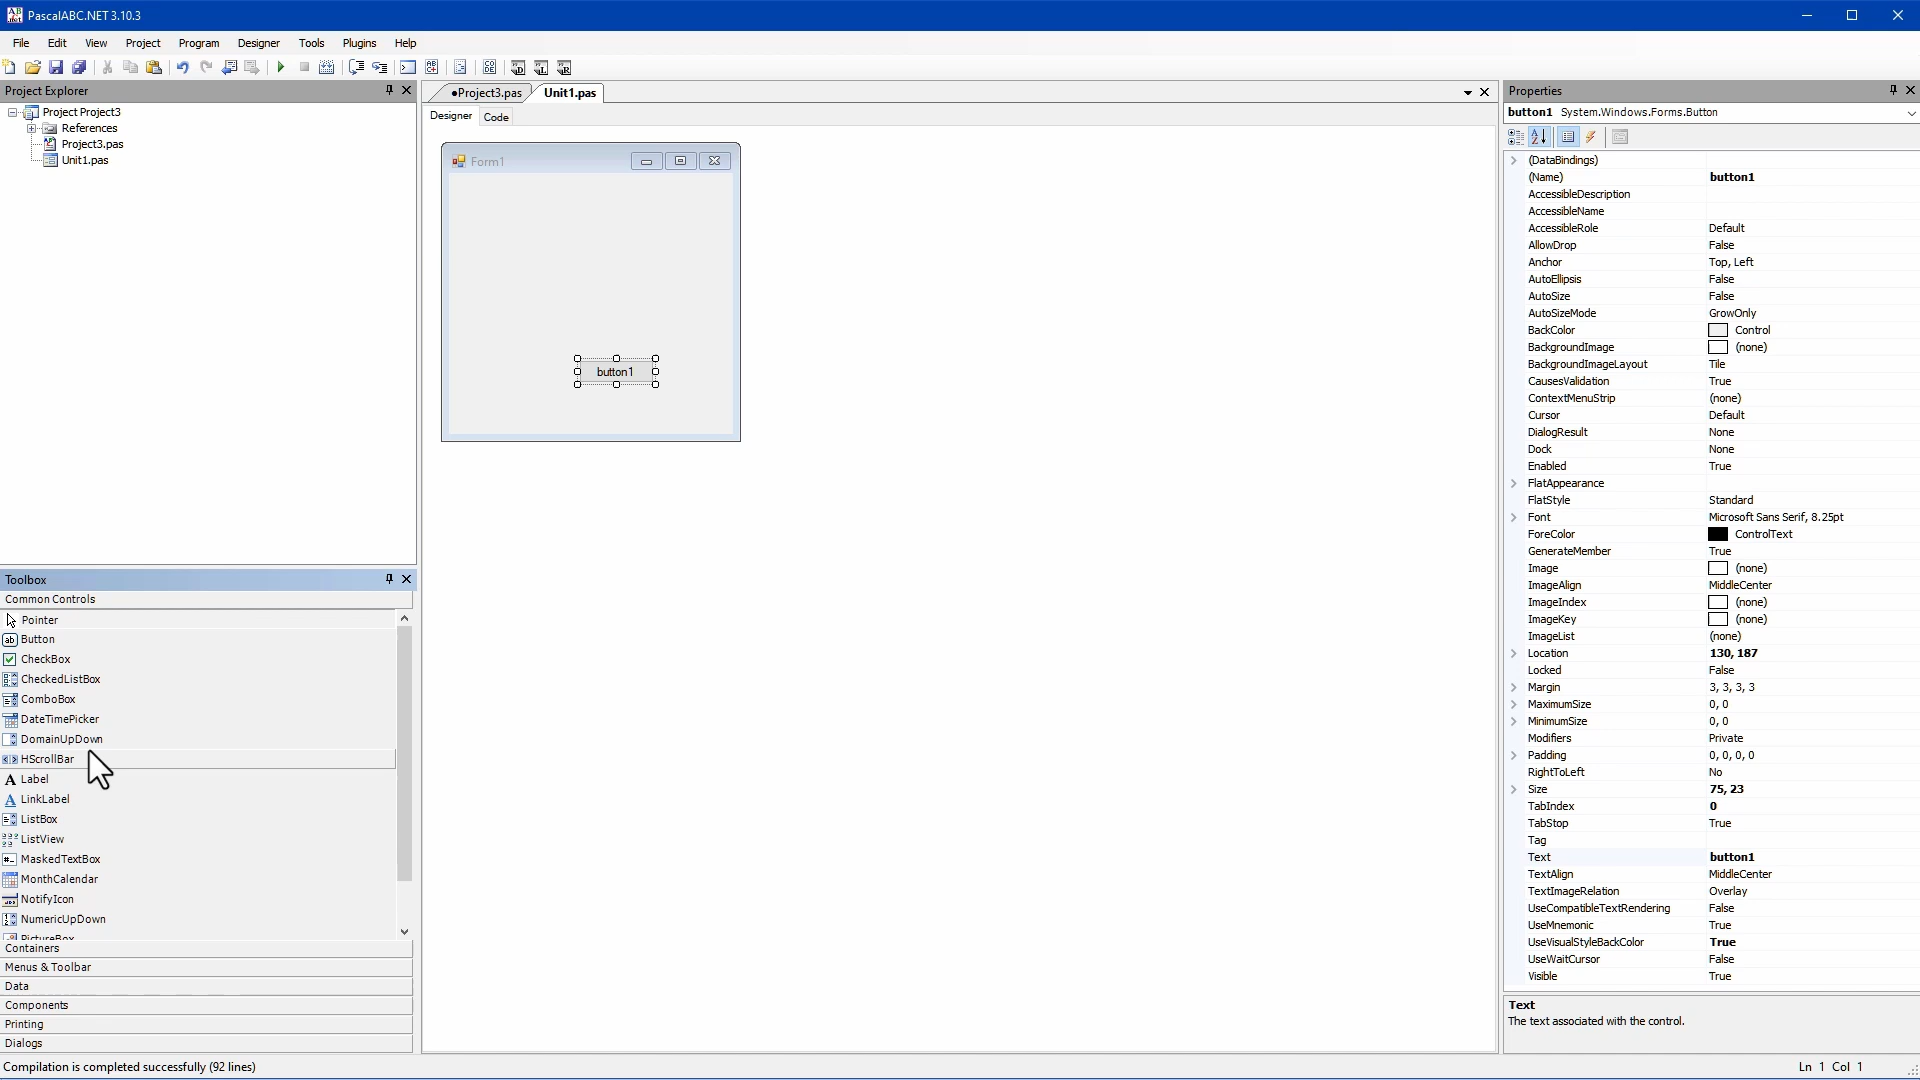 PascalABC.NET 3.10.3
File Edit View Project Program Designer Tools Plugins Help
Project Explorer
Project Project3
References
Project3.pas
Unit1.pas
Toolbox
Common Controls
Pointer
Button
CheckBox
CheckedListBox
ComboBox
DateTimePicker
DomainUpDown
HScrollBar
Label
LinkLabel
ListBox
ListView
MaskedTextBox
MonthCalendar
NotifyIcon
NumericUpDown
PictureBox
Containers
Menus & Toolbar
Data
Components
Printing
Dialogs
●Project3.pas Unit1.pas
Designer Code
Form1
button1
Properties
button1 System.Windows.Forms.Button
(DataBindings)
(Name) button1
AccessibleDescription
AccessibleName
AccessibleRole Default
AllowDrop False
Anchor Top, Left
AutoEllipsis False
AutoSize False
AutoSizeMode GrowOnly
BackColor Control
BackgroundImage (none)
BackgroundImageLayout Tile
CausesValidation True
ContextMenuStrip (none)
Cursor Default
DialogResult None
Dock None
Enabled True
FlatAppearance
FlatStyle Standard
Font Microsoft Sans Serif, 8.25pt
ForeColor ControlText
GenerateMember True
Image (none)
ImageAlign MiddleCenter
ImageIndex (none)
ImageKey (none)
ImageList (none)
Location 130, 187
Locked False
Margin 3, 3, 3, 3
MaximumSize 0, 0
MinimumSize 0, 0
Modifiers Private
Padding 0, 0, 0, 0
RightToLeft No
Size 75, 23
TabIndex 0
TabStop True
Tag
Text button1
TextAlign MiddleCenter
TextImageRelation Overlay
UseCompatibleTextRendering False
UseMnemonic True
UseVisualStyleBackColor True
UseWaitCursor False
Visible True
Text
The text associated with the control.
Compilation is completed successfully (92 lines)
Ln 1 Col 1